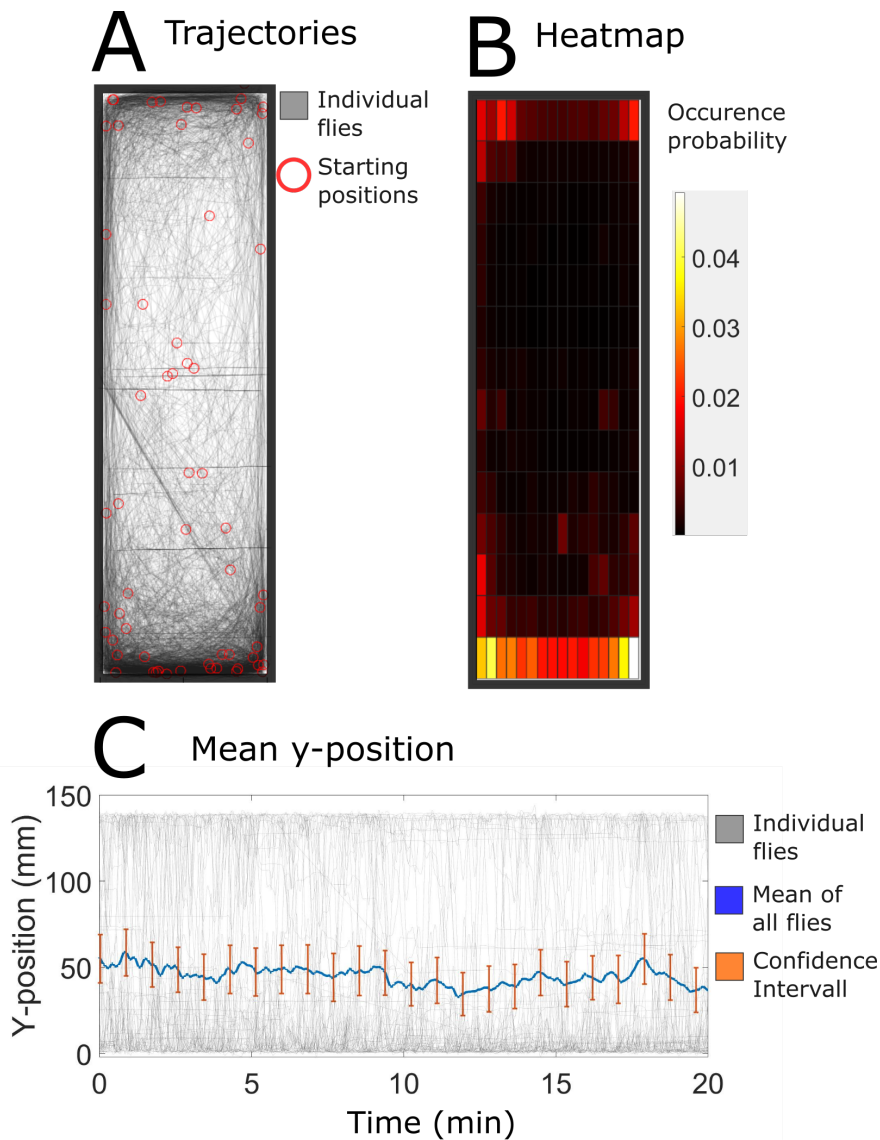 A Trajectories
Individual
flies
Starting
positions
B Heatmap
Occurence
probability
0.04
0.03
0.02
0.01
C Mean y-position
150
100
50
0
Y-position (mm)
0 5 10 15 20
Time (min)
Individual
flies
Mean of
all flies
Confidence
Intervall